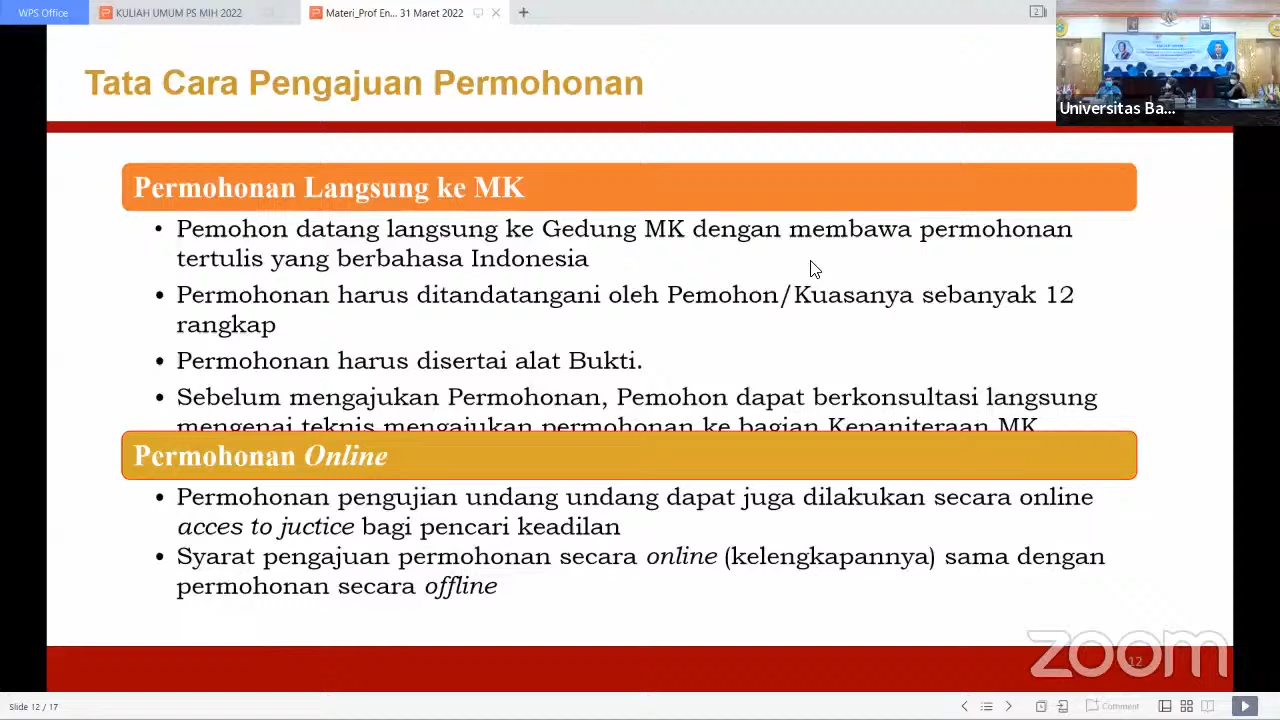 WPS Office
KULIAH UMUM PS MIH 2022
Materi_Prof En... 31 Maret 2022
2
Tata Cara Pengajuan Permohonan
Universitas Ba...
Permohonan Langsung ke MK
• Pemohon datang langsung ke Gedung MK dengan membawa permohonan
tertulis yang berbahasa Indonesia
• Permohonan harus ditandatangani oleh Pemohon/Kuasanya sebanyak 12
rangkap
• Permohonan harus disertai alat Bukti.
• Sebelum mengajukan Permohonan, Pemohon dapat berkonsultasi langsung
mengenai teknis mengajukan permohonan ke bagian Kepaniteraan MK
Permohonan Online
• Permohonan pengujian undang undang dapat juga dilakukan secara online
acces to juctice bagi pencari keadilan
• Syarat pengajuan permohonan secara online (kelengkapannya) sama dengan
permohonan secara offline
zoom
12
Slide 12 / 17
Comment